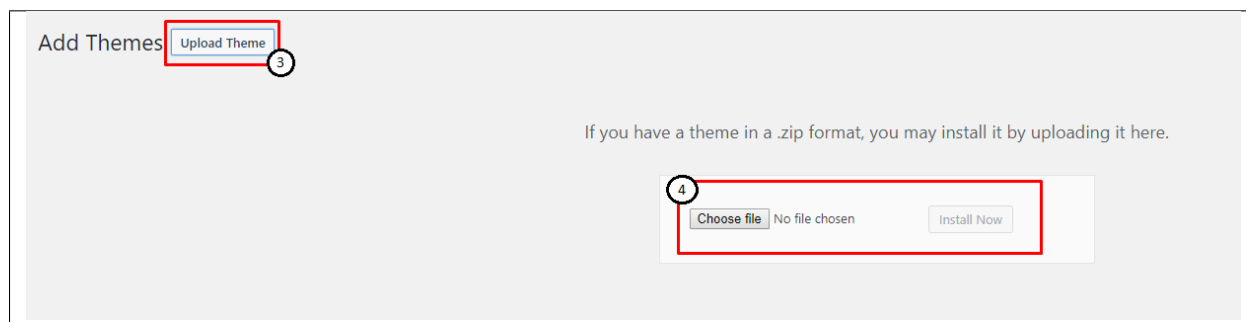 Add Themes Upload Theme
3
If you have a theme in a .zip format, you may install it by uploading it here.
4
Choose file No file chosen Install Now